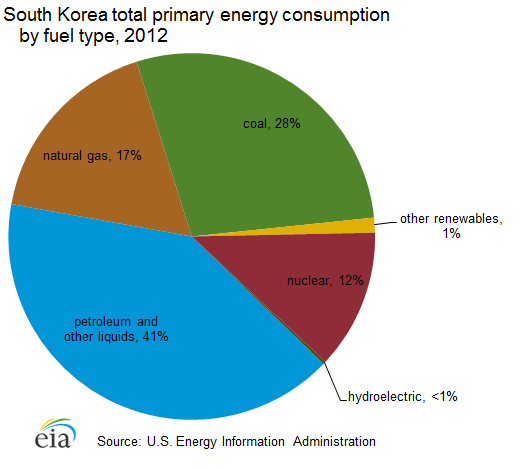 South Korea total primary energy consumption
by fuel type, 2012
coal, 28%
natural gas, 17%
other renewables,
1%
nuclear, 12%
petroleum and
other liquids, 41%
hydroelectric, <1%
eia
Source: U.S. Energy Information Administration